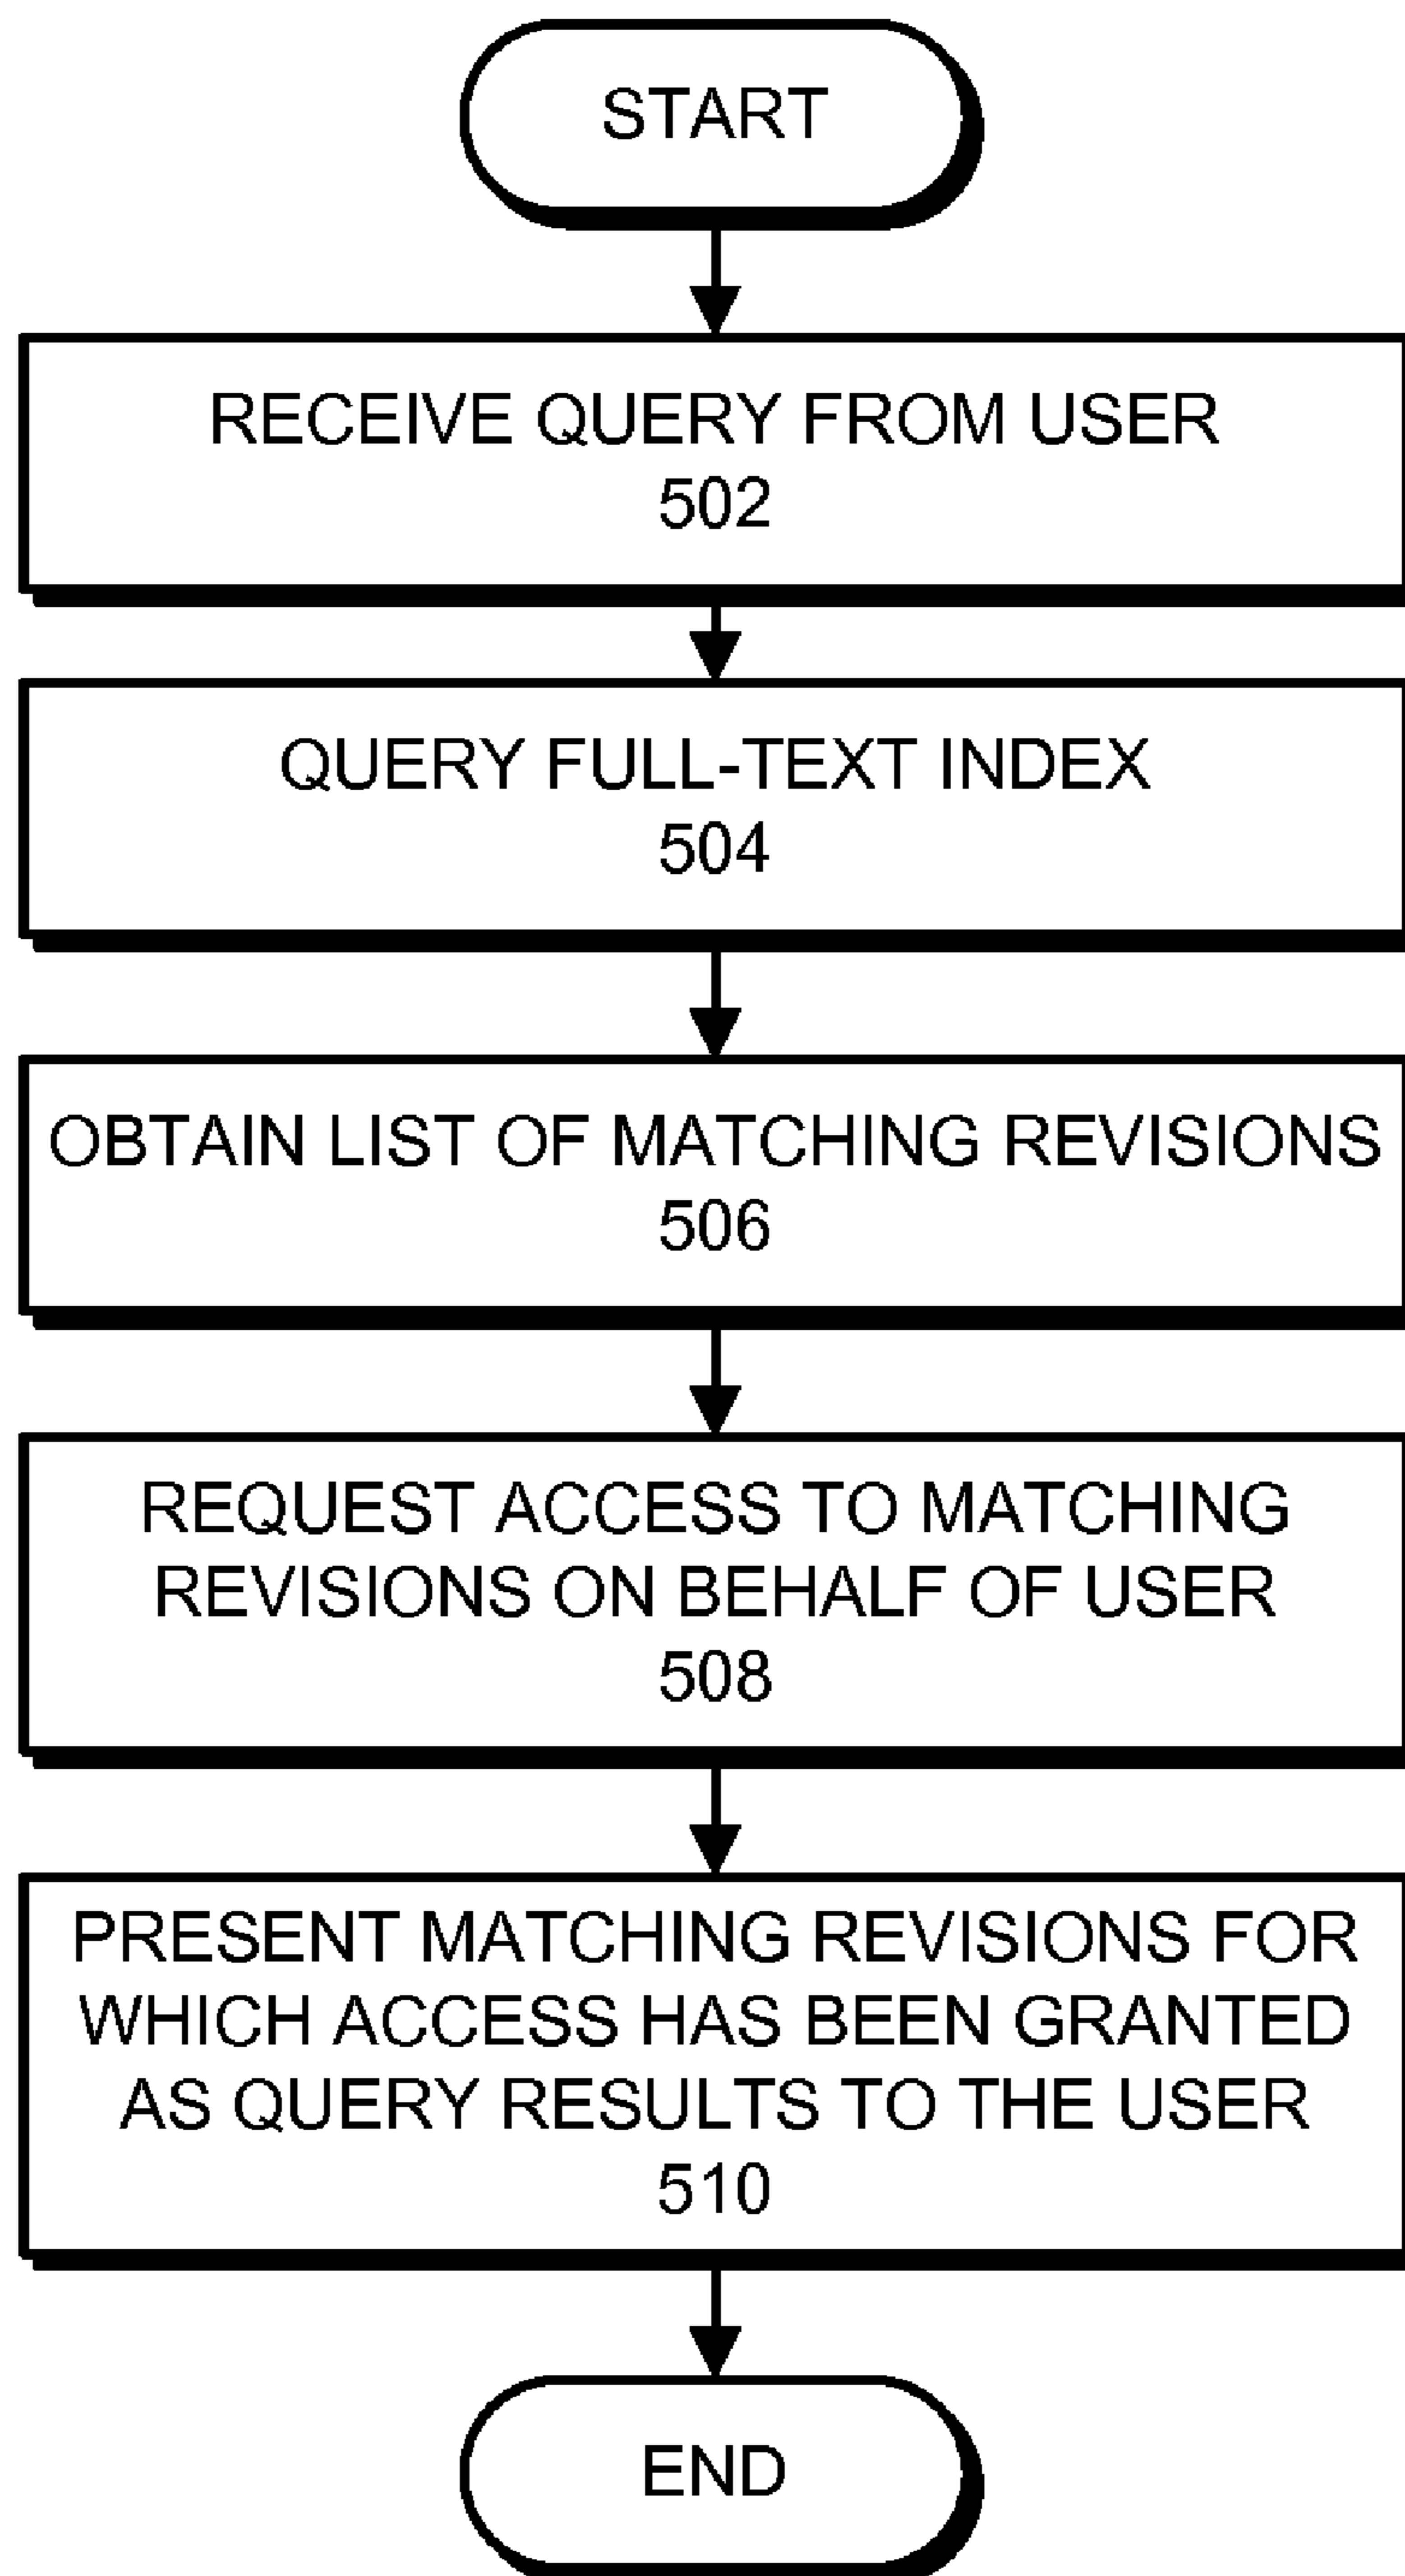 START
RECEIVE QUERY FROM USER
502
QUERY FULL-TEXT INDEX
504
OBTAIN LIST OF MATCHING REVISIONS
506
REQUEST ACCESS TO MATCHING
REVISIONS ON BEHALF OF USER
508
PRESENT MATCHING REVISIONS FOR
WHICH ACCESS HAS BEEN GRANTED
AS QUERY RESULTS TO THE USER
510
END